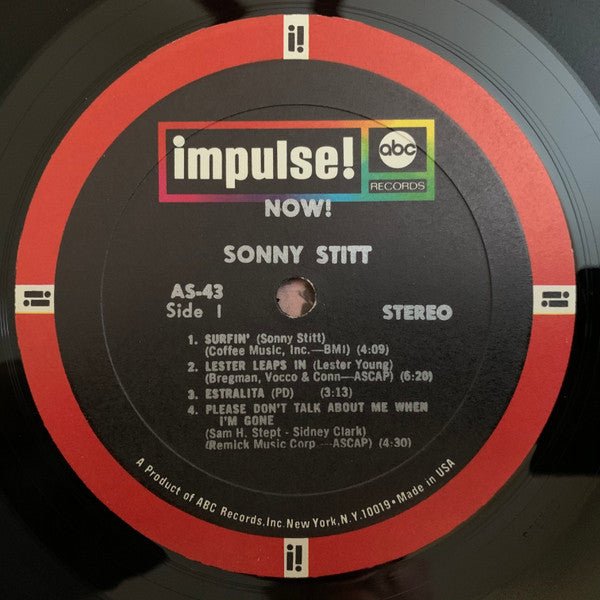 i!
impulse!
abc
RECORDS
NOW!
SONNY STITT
AS-43
Side 1
STEREO
1. SURFIN' (Sonny Stitt)
(Coffee Music, Inc.—BMI) (4:09)
2. LESTER LEAPS IN (Lester Young)
(Bregman, Vocco & Conn—ASCAP) (6:20)
3. ESTRALITA (PD) (3:13)
4. PLEASE DON'T TALK ABOUT ME WHEN
I'M GONE
(Sam H. Stept - Sidney Clark)
(Remick Music Corp.—ASCAP) (4:30)
A Product of ABC Records, Inc. New York, N.Y. 10019 • Made in USA
i!
i!
i!